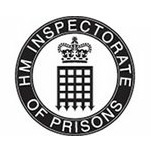 HM INSPECTORATE
OF PRISONS